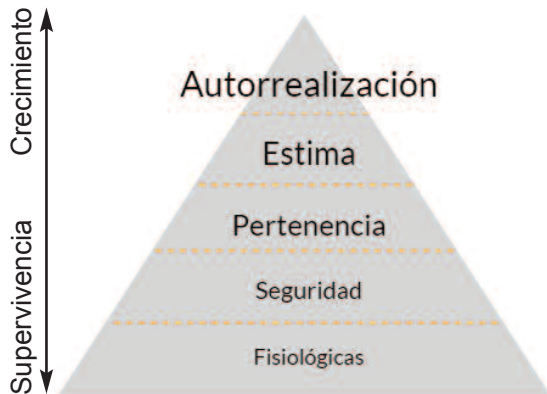 Crecimiento
Supervivencia
Autorrealización
Estima
Pertenencia
Seguridad
Fisiológicas